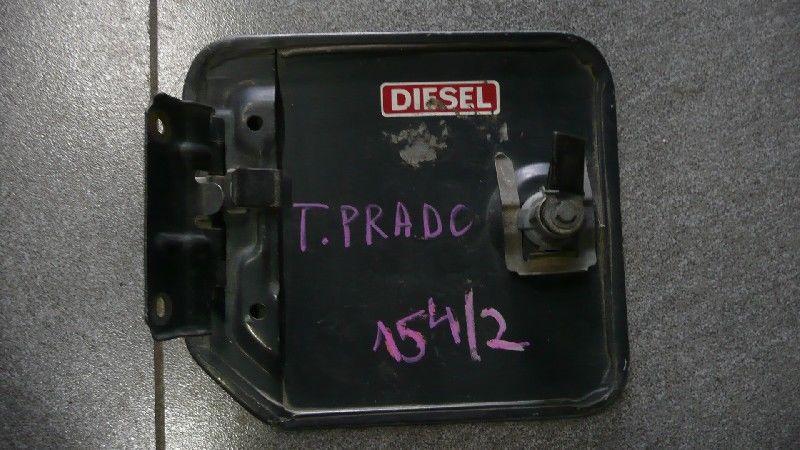 DIESEL
T.PRADO
154/2